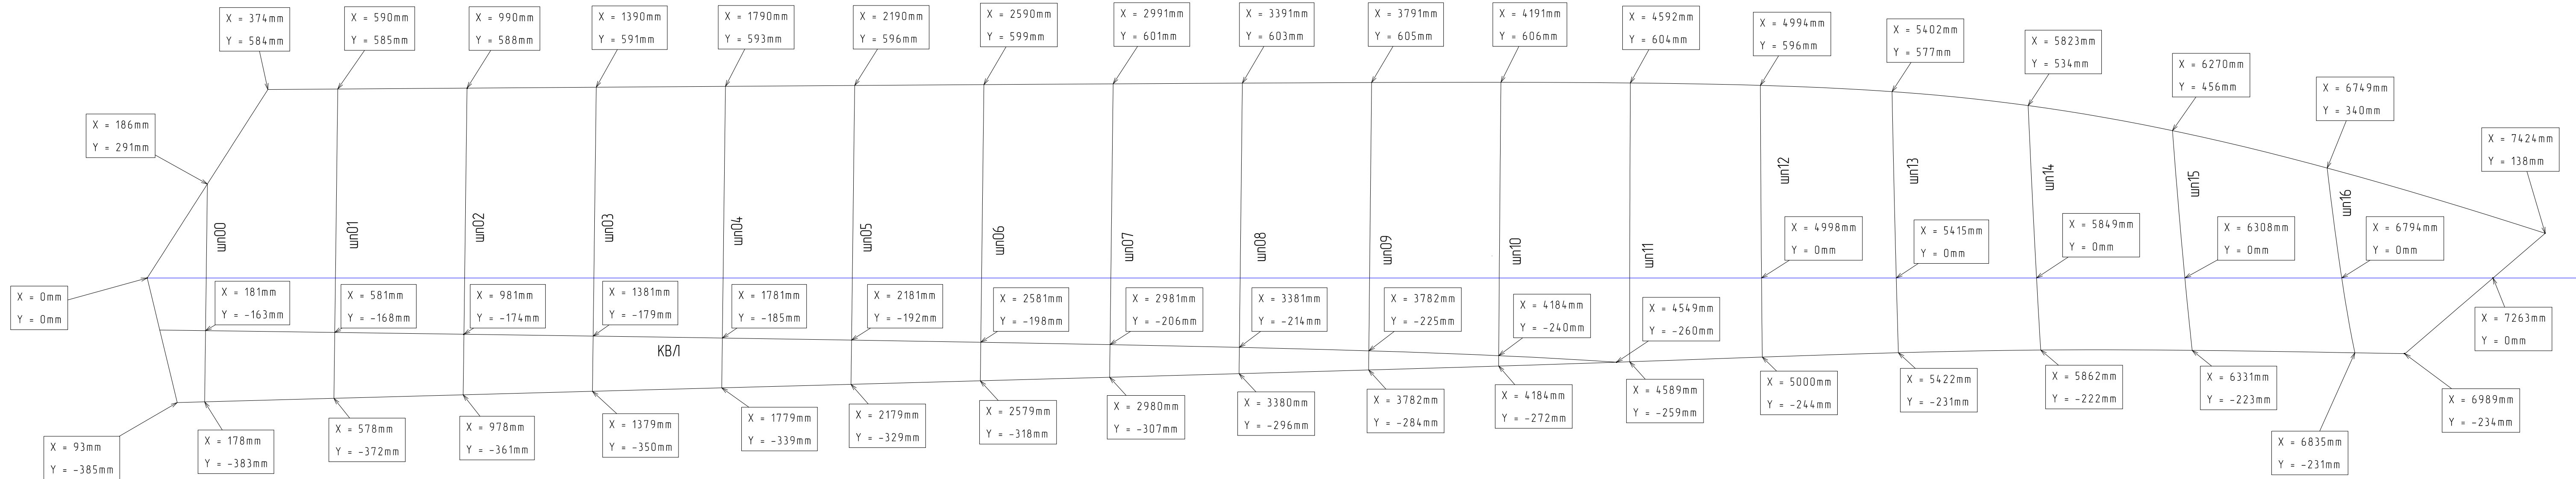 X = 374mm
Y = 584mm
X = 590mm
Y = 585mm
X = 990mm
Y = 588mm
X = 1390mm
Y = 591mm
X = 1790mm
Y = 593mm
X = 2190mm
Y = 596mm
X = 2590mm
Y = 599mm
X = 2991mm
Y = 601mm
X = 3391mm
Y = 603mm
X = 3791mm
Y = 605mm
X = 4191mm
Y = 606mm
X = 4592mm
Y = 604mm
X = 4994mm
Y = 596mm
X = 5402mm
Y = 577mm
X = 5823mm
Y = 534mm
X = 6270mm
Y = 456mm
X = 6749mm
Y = 340mm
X = 7424mm
Y = 138mm
X = 186mm
Y = 291mm
шп00
шп01
шп02
шп03
шп04
шп05
шп06
шп07
шп08
шп09
шп10
шп11
шп12
шп13
шп14
шп15
шп16
X = 4998mm
Y = 0mm
X = 5415mm
Y = 0mm
X = 5849mm
Y = 0mm
X = 6308mm
Y = 0mm
X = 6794mm
Y = 0mm
X = 0mm
Y = 0mm
X = 181mm
Y = -163mm
X = 581mm
Y = -168mm
X = 981mm
Y = -174mm
X = 1381mm
Y = -179mm
X = 1781mm
Y = -185mm
X = 2181mm
Y = -192mm
X = 2581mm
Y = -198mm
X = 2981mm
Y = -206mm
X = 3381mm
Y = -214mm
X = 3782mm
Y = -225mm
X = 4184mm
Y = -240mm
X = 4549mm
Y = -260mm
X = 7263mm
Y = 0mm
КВЛ
X = 93mm
Y = -385mm
X = 178mm
Y = -383mm
X = 578mm
Y = -372mm
X = 978mm
Y = -361mm
X = 1379mm
Y = -350mm
X = 1779mm
Y = -339mm
X = 2179mm
Y = -329mm
X = 2579mm
Y = -318mm
X = 2980mm
Y = -307mm
X = 3380mm
Y = -296mm
X = 3782mm
Y = -284mm
X = 4184mm
Y = -272mm
X = 4589mm
Y = -259mm
X = 5000mm
Y = -244mm
X = 5422mm
Y = -231mm
X = 5862mm
Y = -222mm
X = 6331mm
Y = -223mm
X = 6835mm
Y = -231mm
X = 6989mm
Y = -234mm